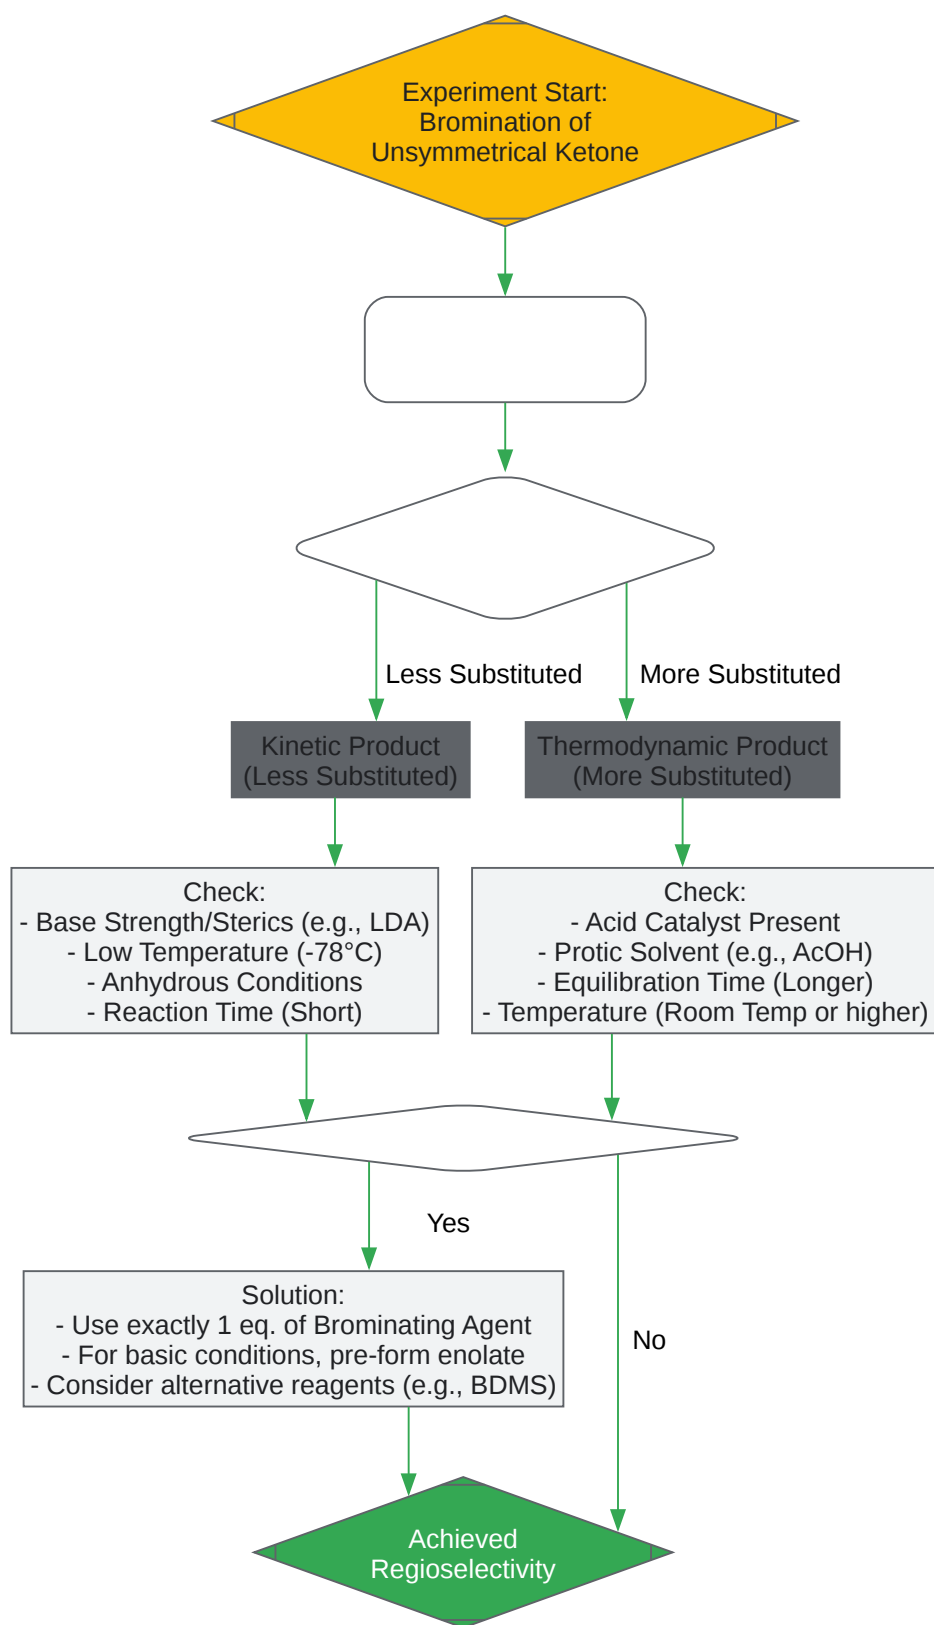 Experiment Start:
Bromination of
Unsymmetrical Ketone
Less Substituted
More Substituted
Kinetic Product
(Less Substituted)
Thermodynamic Product
(More Substituted)
Check:
- Base Strength/Sterics (e.g., LDA)
- Low Temperature (-78°C)
- Anhydrous Conditions
- Reaction Time (Short)
Check:
- Acid Catalyst Present
- Protic Solvent (e.g., AcOH)
- Equilibration Time (Longer)
- Temperature (Room Temp or higher)
Yes
Solution:
- Use exactly 1 eq. of Brominating Agent
- For basic conditions, pre-form enolate
- Consider alternative reagents (e.g., BDMS)
No
Achieved
Regioselectivity